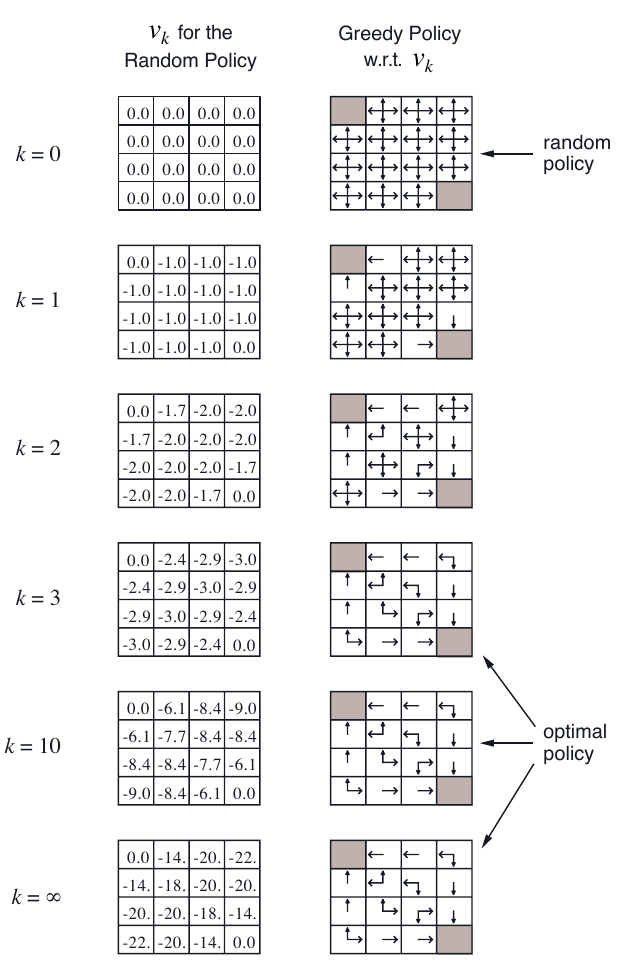 v_k for the
Random Policy
Greedy Policy
w.r.t. v_k
k = 0
0.0 0.0 0.0 0.0
0.0 0.0 0.0 0.0
0.0 0.0 0.0 0.0
0.0 0.0 0.0 0.0
random
policy
k = 1
0.0 -1.0 -1.0 -1.0
-1.0 -1.0 -1.0 -1.0
-1.0 -1.0 -1.0 -1.0
-1.0 -1.0 -1.0 0.0
k = 2
0.0 -1.7 -2.0 -2.0
-1.7 -2.0 -2.0 -2.0
-2.0 -2.0 -2.0 -1.7
-2.0 -2.0 -1.7 0.0
k = 3
0.0 -2.4 -2.9 -3.0
-2.4 -2.9 -3.0 -2.9
-2.9 -3.0 -2.9 -2.4
-3.0 -2.9 -2.4 0.0
k = 10
0.0 -6.1 -8.4 -9.0
-6.1 -7.7 -8.4 -8.4
-8.4 -8.4 -7.7 -6.1
-9.0 -8.4 -6.1 0.0
optimal
policy
k = ∞
0.0 -14. -20. -22.
-14. -18. -20. -20.
-20. -20. -18. -14.
-22. -20. -14. 0.0